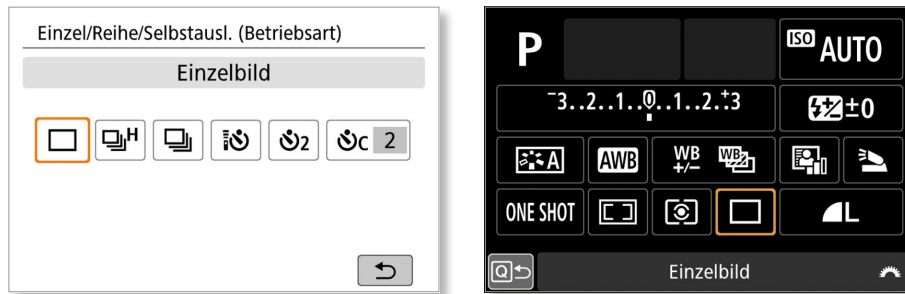 Einzel/Reihe/Selbstausl. (Betriebsart)
Einzelbild
H 2 C 2
P ISO AUTO
-3..2..1..0..1..2..+3 ±0
A AWB WB +/- WB
ONE SHOT L
Q Einzelbild